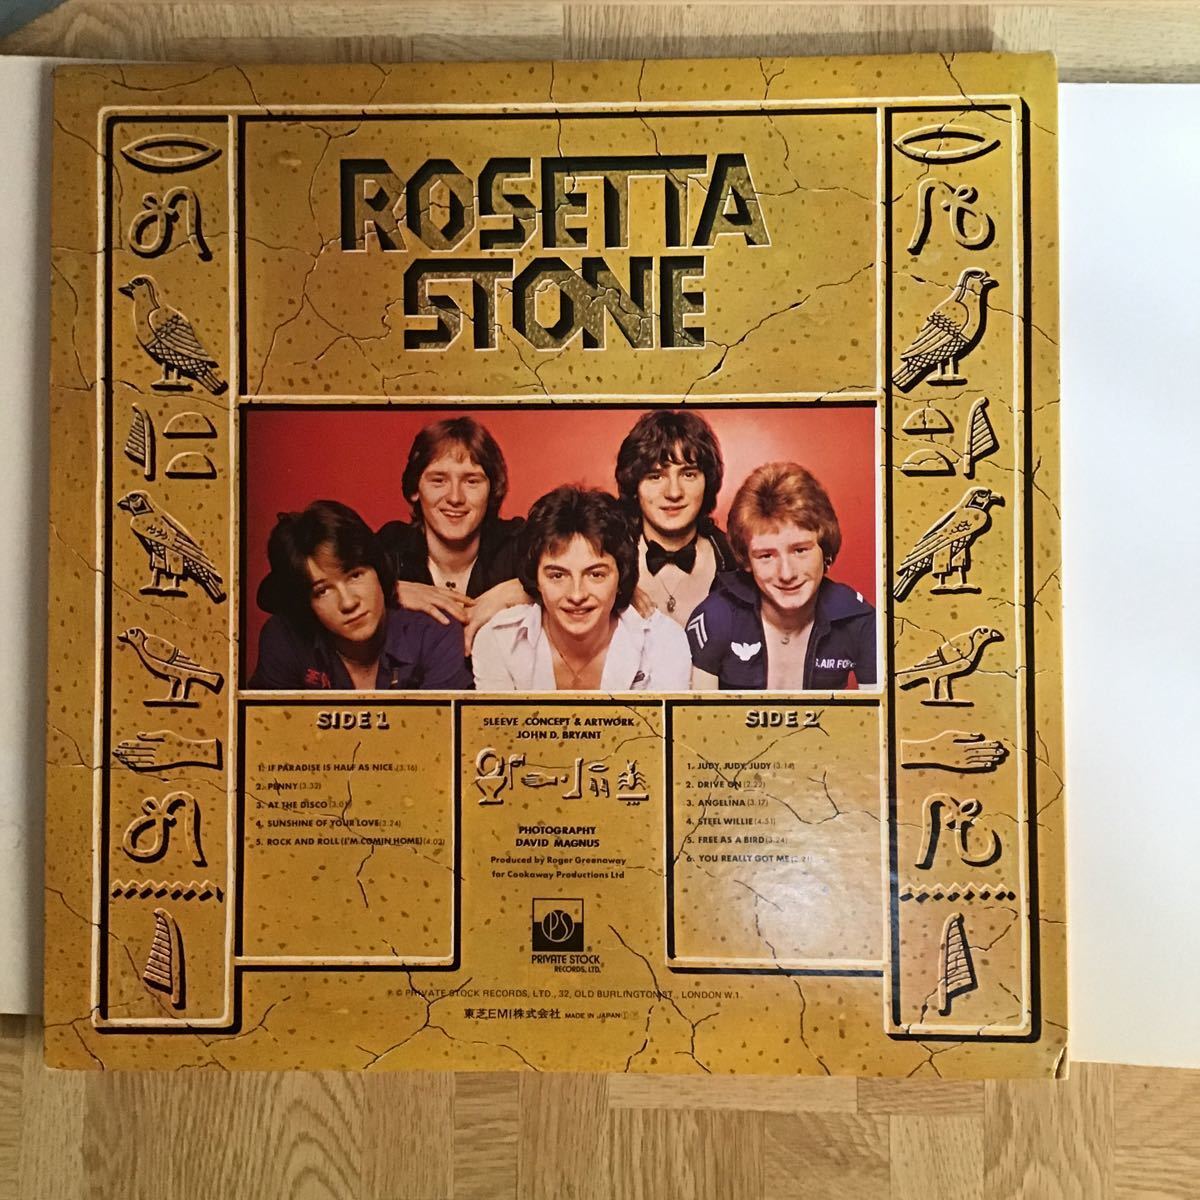 ROSETTA
STONE
S.AIR FOR
SIDE 1
1. IF PARADISE IS HALF AS NICE (3.16)
2. PENNY (3.32)
3. AT THE DISCO (3.01)
4. SUNSHINE OF YOUR LOVE (3.24)
5. ROCK AND ROLL (I'M COMIN HOME) (4.02)
SLEEVE CONCEPT & ARTWORK
JOHN D. BRYANT
PHOTOGRAPHY
DAVID MAGNUS
Produced by Roger Greenaway
for Cookaway Productions Ltd
PS
PRIVATE STOCK
RECORDS, LTD.
SIDE 2
1. JUDY, JUDY, JUDY (3.14)
2. DRIVE ON (2.22)
3. ANGELINA (3.17)
4. STEEL WILLIE (4.51)
5. FREE AS A BIRD (3.24)
6. YOU REALLY GOT ME
℗ © PRIVATE STOCK RECORDS, LTD., 32, OLD BURLINGTON ST., LONDON W.1.
東芝EMI株式会社 MADE IN JAPAN